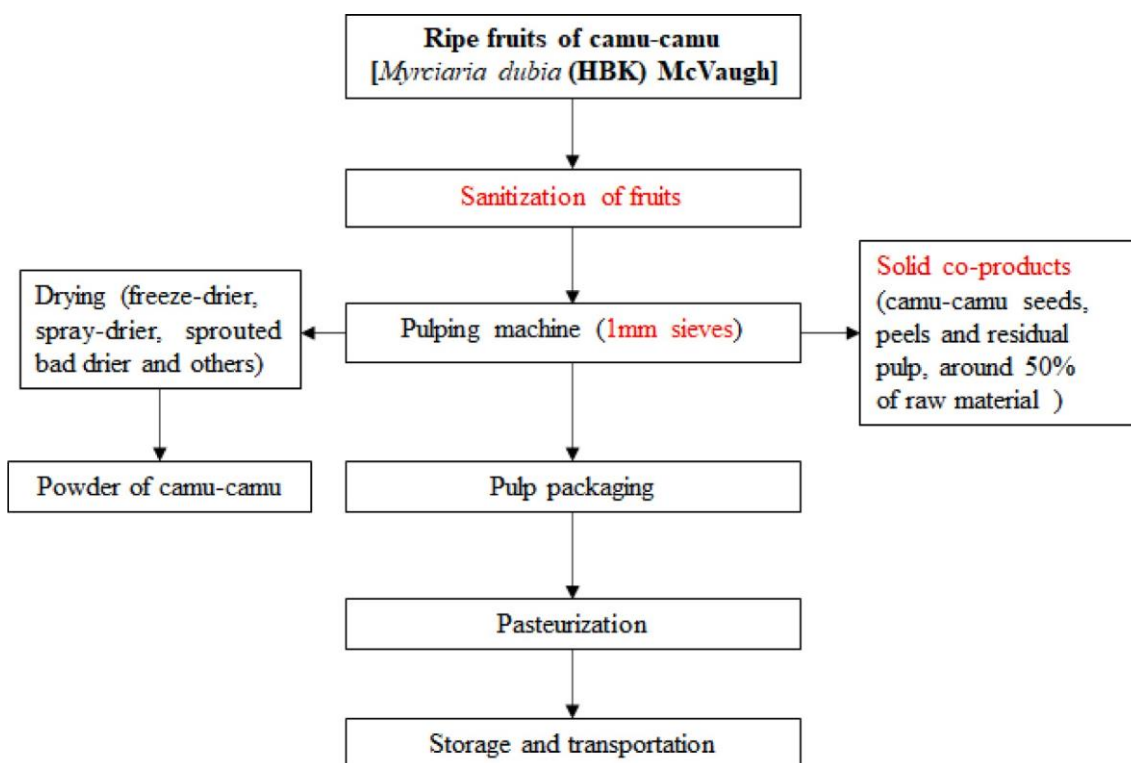 Ripe fruits of camu-camu
[Myrciaria dubia (HBK) McVaugh]
Sanitization of fruits
Solid co-products
(camu-camu seeds,
peels and residual
pulp, around 50%
of raw material )
Drying (freeze-drier,
spray-drier, sprouted
bad drier and others)
Pulping machine (1mm sieves)
Powder of camu-camu
Pulp packaging
Pasteurization
Storage and transportation